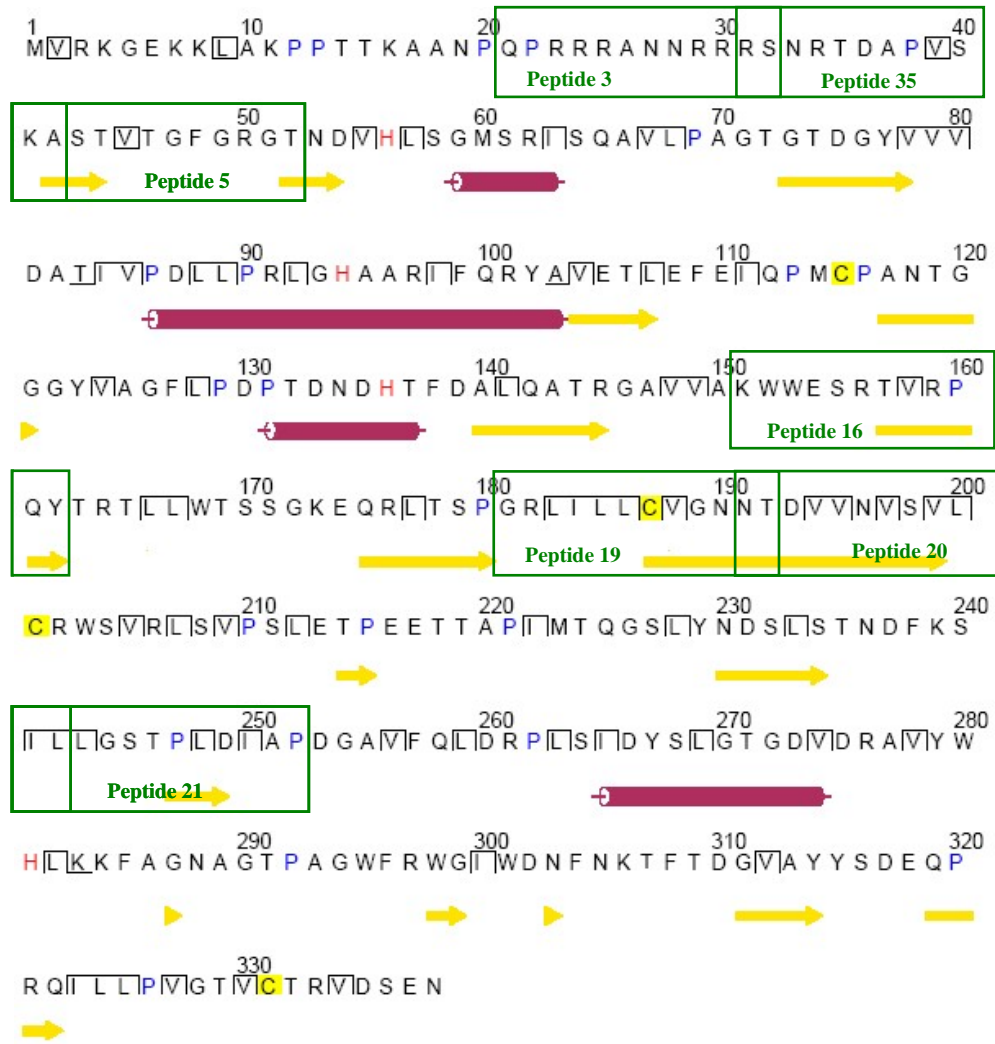 1 10 20 30 40
M V R K G E K K L A K P P T T K A A N P Q P R R R A N N R R R S N R T D A P V S
Peptide 3 Peptide 35
50 60 70 80
K A S T V T G F G R G T N D V H L S G M S R I S Q A V L P A G T G T D G Y V V V
Peptide 5
90 100 110 120
D A T I V P D L L P R L G H A A R I F Q R Y A V E T L E F E I Q P M C P A N T G
130 140 150 160
G G Y V A G F L P D P T D N D H T F D A L Q A T R G A V V A K W W E S R T V R P
Peptide 16
170 180 190 200
Q Y T R T L L W T S S G K E Q R L T S P G R L I L L C V G N N T D V V N V S V L
Peptide 19 Peptide 20
210 220 230 240
C R W S V R L S V P S L E T P E E T T A P I M T Q G S L Y N D S L S T N D F K S
250 260 270 280
I L L G S T P L D I A P D G A V F Q L D R P L S I D Y S L G T G D V D R A V Y W
Peptide 21
290 300 310 320
H L K K F A G N A G T P A G W F R W G I W D N F N K T F T D G V A Y Y S D E Q P
330
R Q I L L P V G T V C T R V D S E N